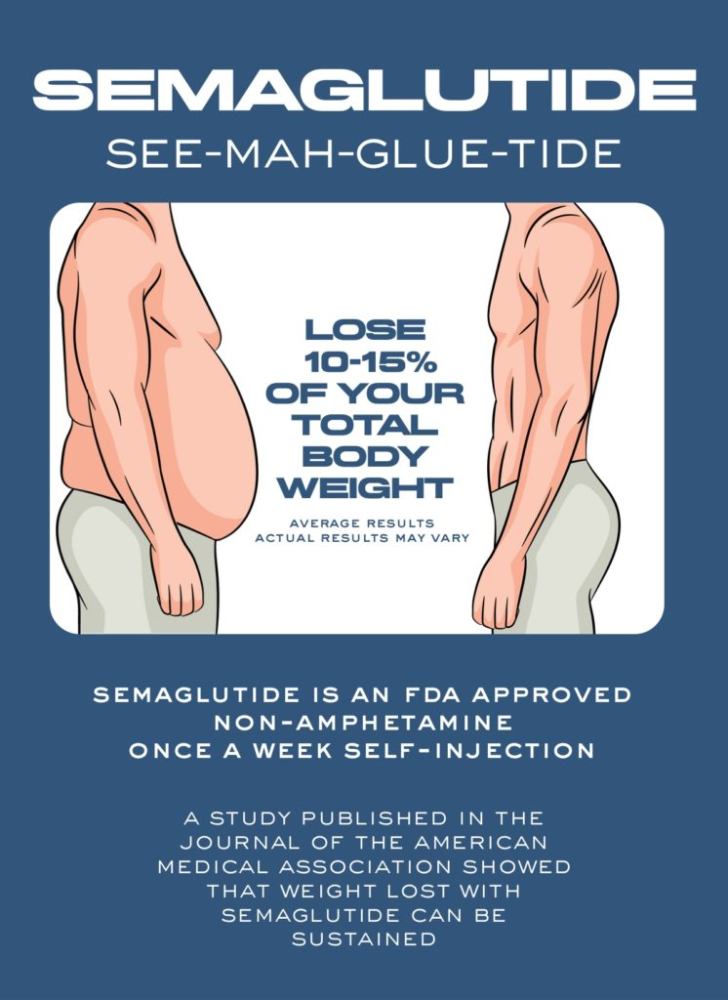 SEMAGLUTIDE
SEE-MAH-GLUE-TIDE
LOSE
10-15%
OF YOUR
TOTAL
BODY
WEIGHT
AVERAGE RESULTS
ACTUAL RESULTS MAY VARY
SEMAGLUTIDE IS AN FDA APPROVED
NON-AMPHETAMINE
ONCE A WEEK SELF-INJECTION
A STUDY PUBLISHED IN THE
JOURNAL OF THE AMERICAN
MEDICAL ASSOCIATION SHOWED
THAT WEIGHT LOST WITH
SEMAGLUTIDE CAN BE
SUSTAINED